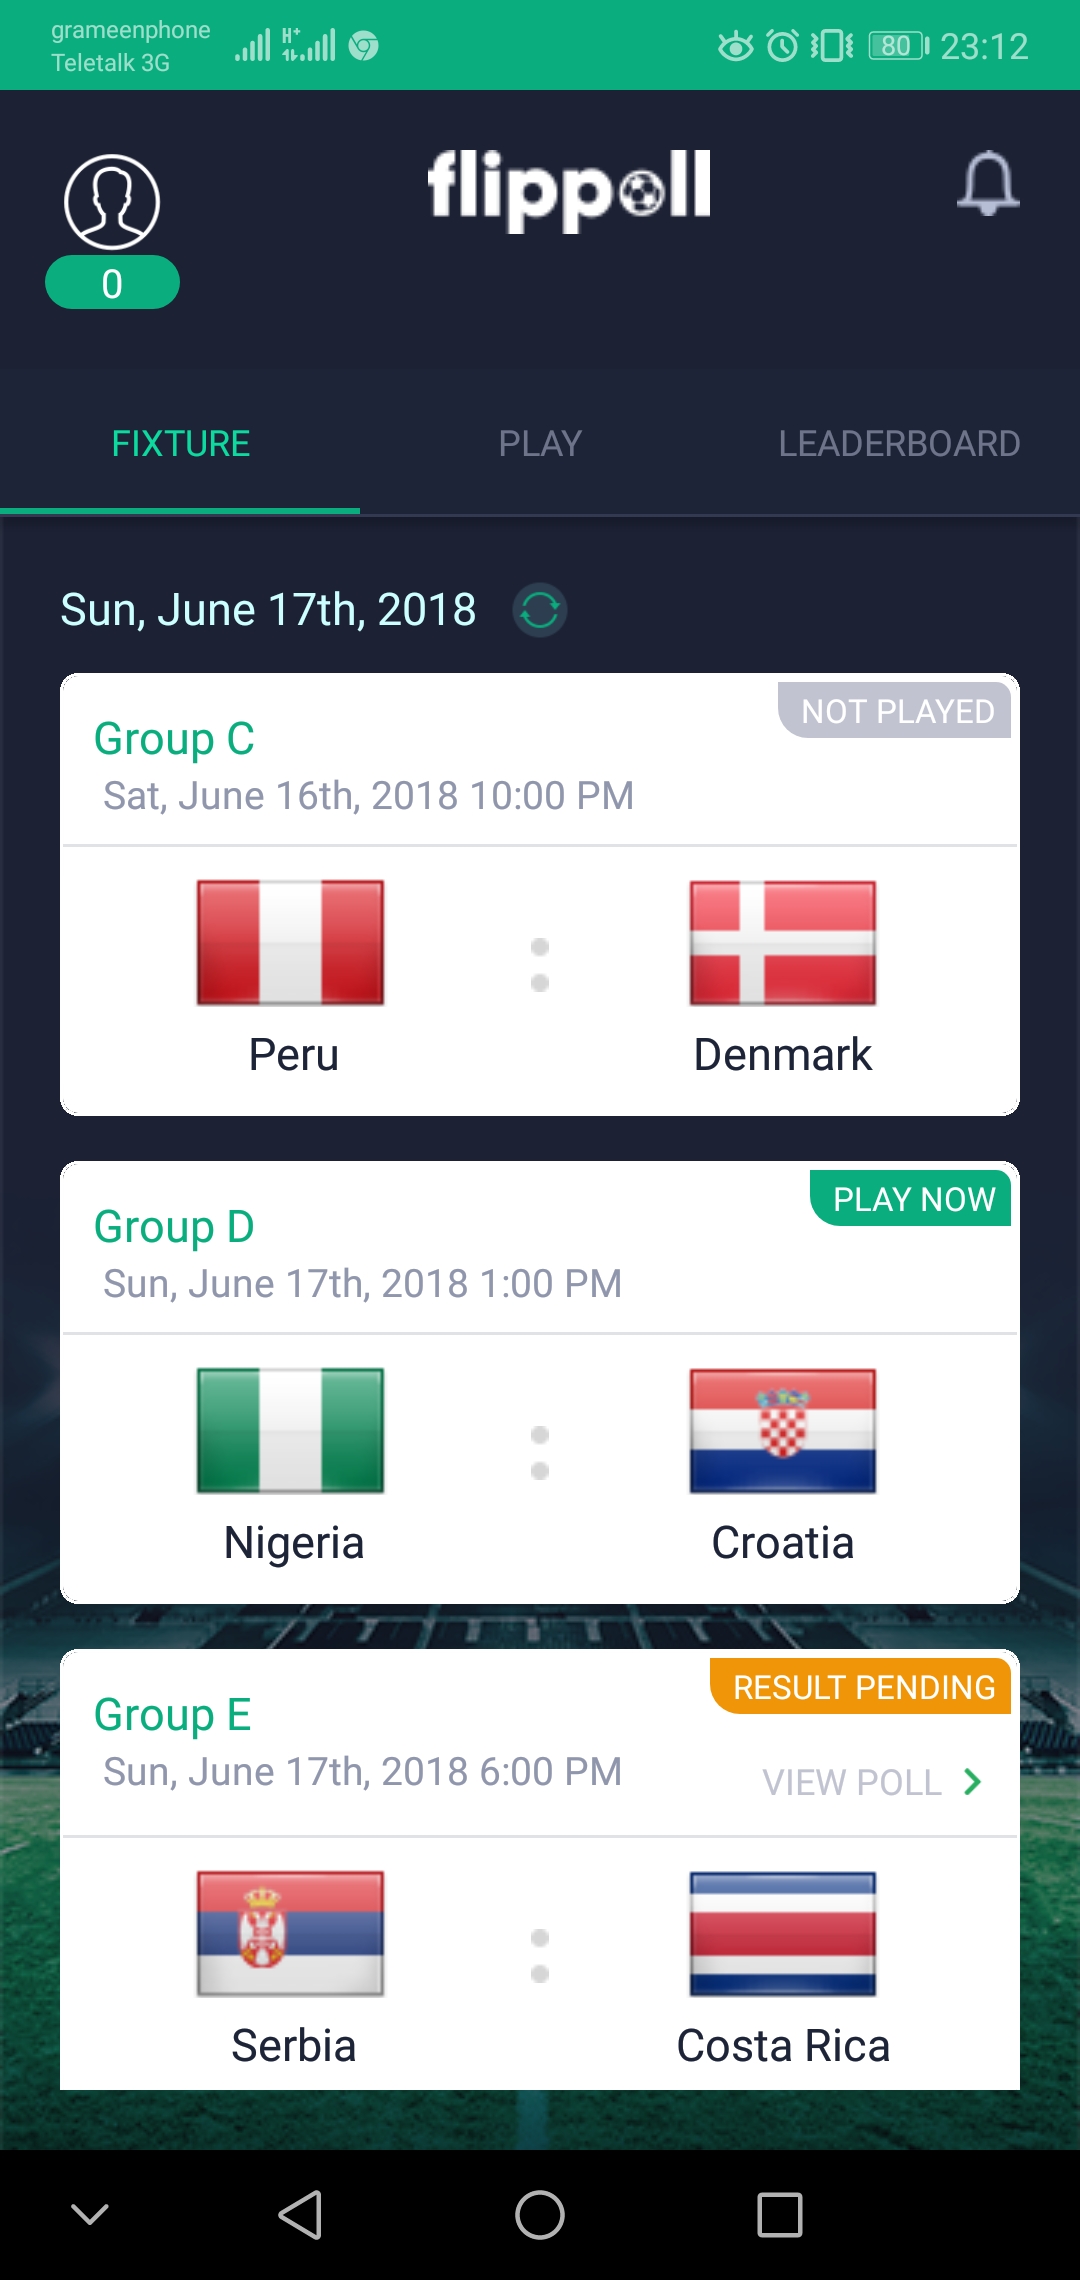 grameenphone
Teletalk 3G
H+
80
23:12
flippoll
0
FIXTURE
PLAY
LEADERBOARD
Sun, June 17th, 2018
NOT PLAYED
Group C
Sat, June 16th, 2018 10:00 PM
Peru
Denmark
PLAY NOW
Group D
Sun, June 17th, 2018 1:00 PM
Nigeria
Croatia
RESULT PENDING
Group E
Sun, June 17th, 2018 6:00 PM
VIEW POLL
Serbia
Costa Rica